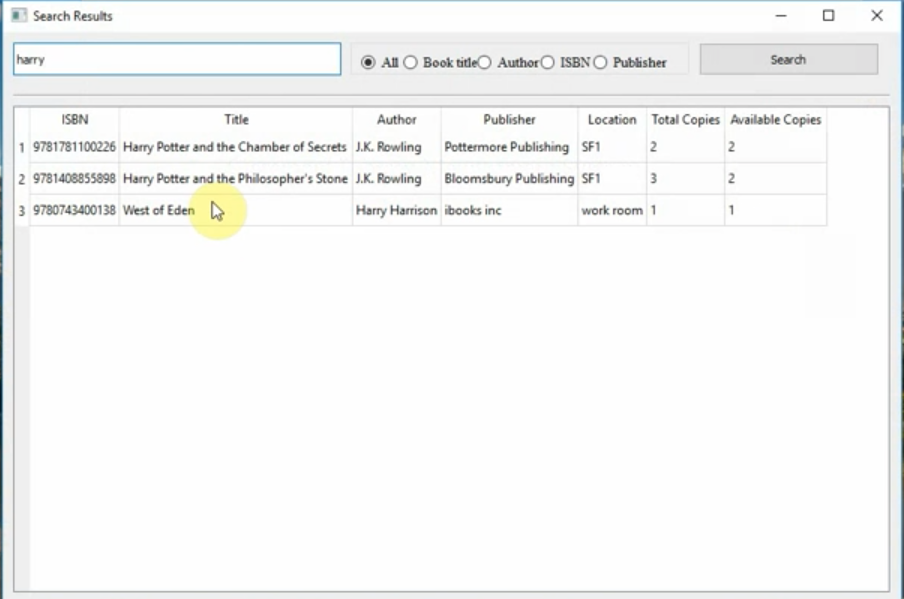 Search Results
harry
All Book title Author ISBN Publisher Search
ISBN Title Author Publisher Location Total Copies Available Copies
1 9781781100226 Harry Potter and the Chamber of Secrets J.K. Rowling Pottermore Publishing SF1 2 2
2 9781408855898 Harry Potter and the Philosopher's Stone J.K. Rowling Bloomsbury Publishing SF1 3 2
3 9780743400138 West of Eden Harry Harrison ibooks inc work room 1 1